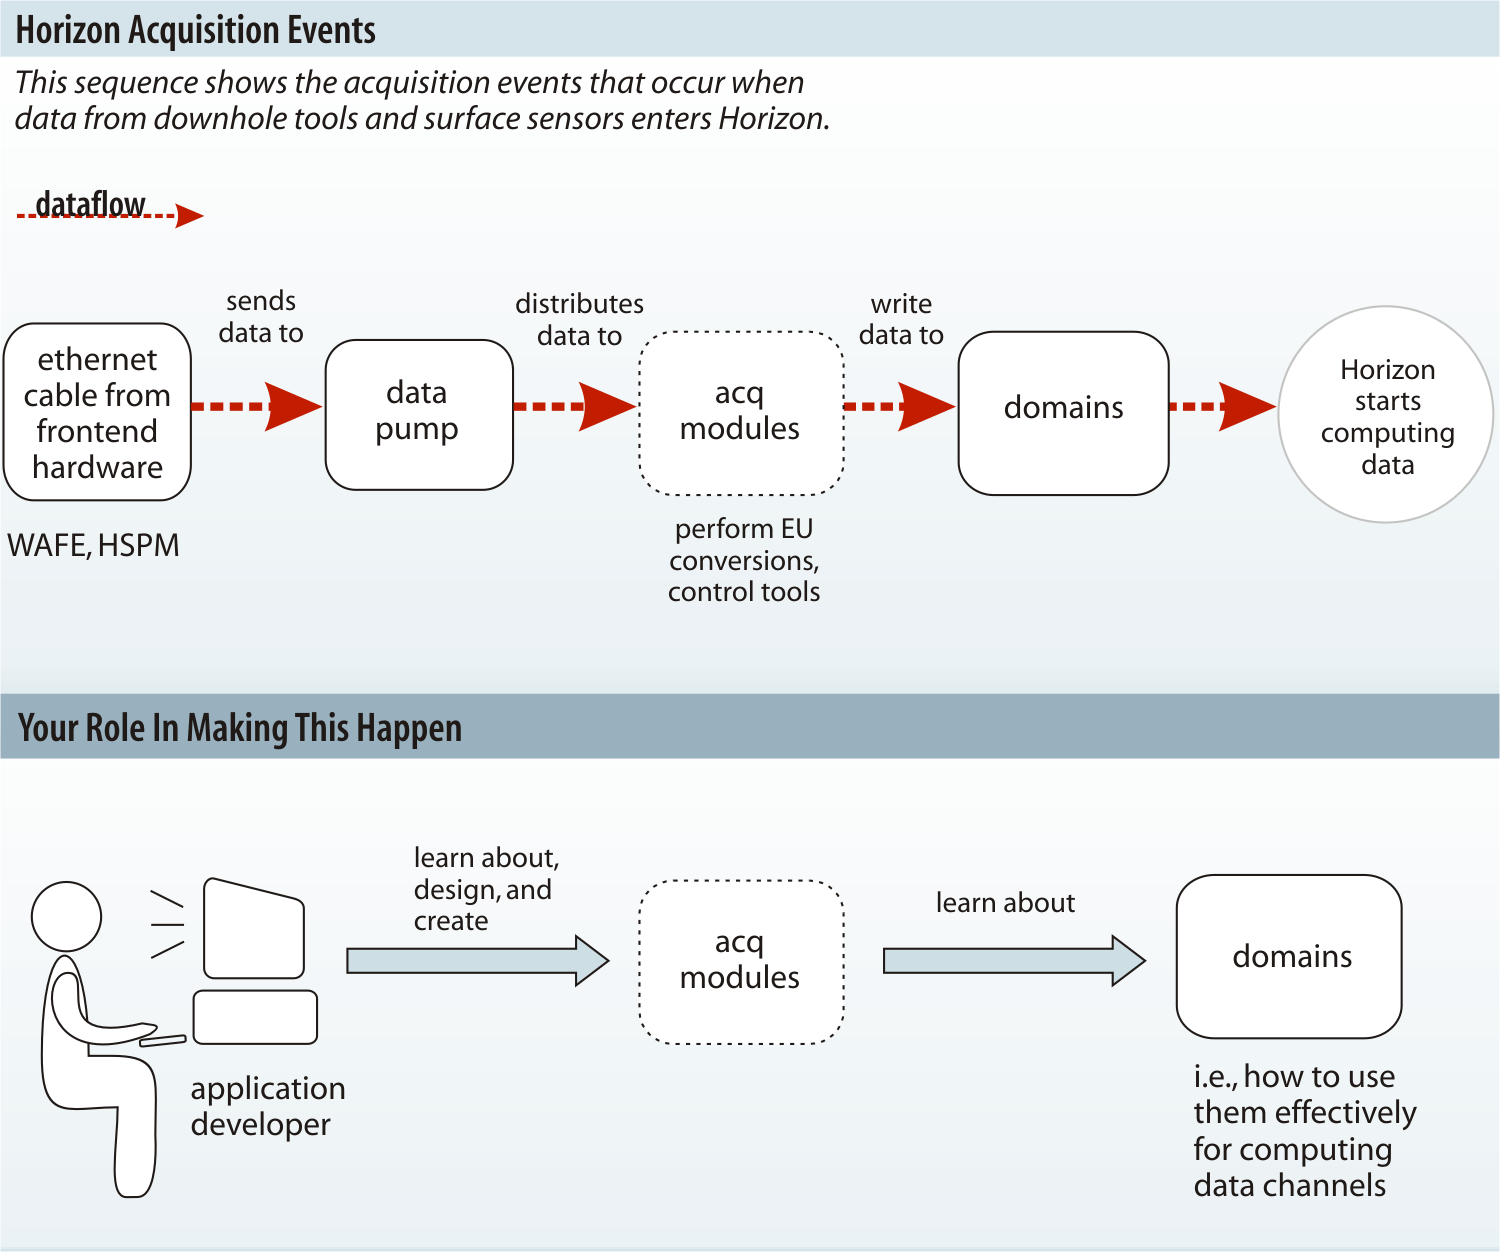 Horizon Acquisition Events
This sequence shows the acquisition events that occur when
data from downhole tools and surface sensors enters Horizon.
dataflow
sends
data to
distributes
data to
write
data to
ethernet
cable from
frontend
hardware
data
pump
acq
modules
domains
Horizon
starts
computing
data
WAFE, HSPM
perform EU
conversions,
control tools
Your Role In Making This Happen
learn about,
design, and
create
learn about
acq
modules
domains
application
developer
i.e., how to use
them effectively
for computing
data channels